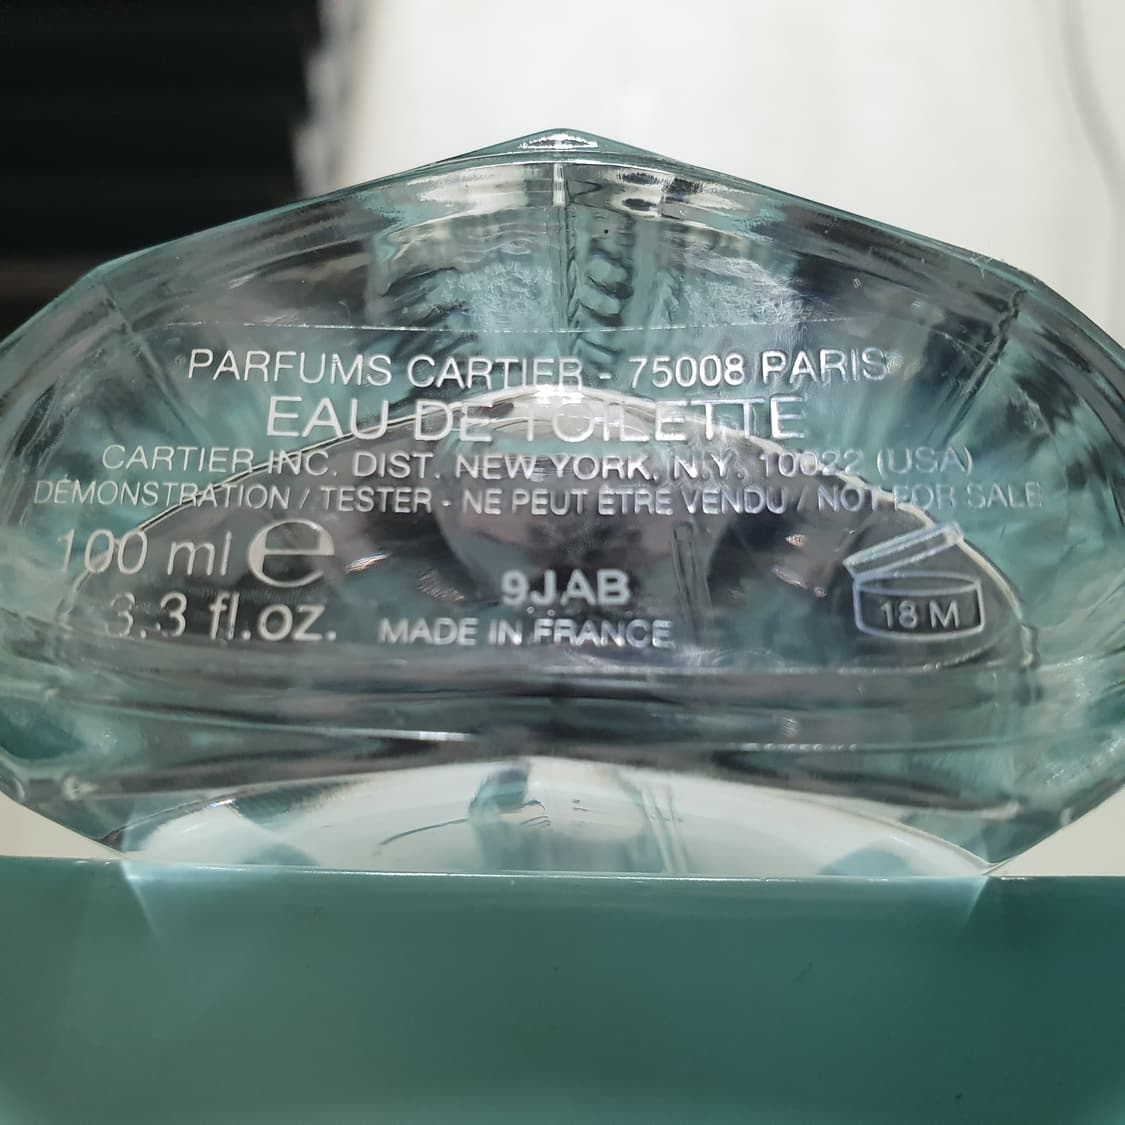 PARFUMS CARTIER - 75008 PARIS
EAU DE TOILETTE
CARTIER INC. DIST. NEW YORK, N.Y. 10022 (USA)
DÉMONSTRATION / TESTER - NE PEUT ÊTRE VENDU / NOT FOR SALE
100 ml e
3.3 fl.oz.
9JAB
MADE IN FRANCE
18 M